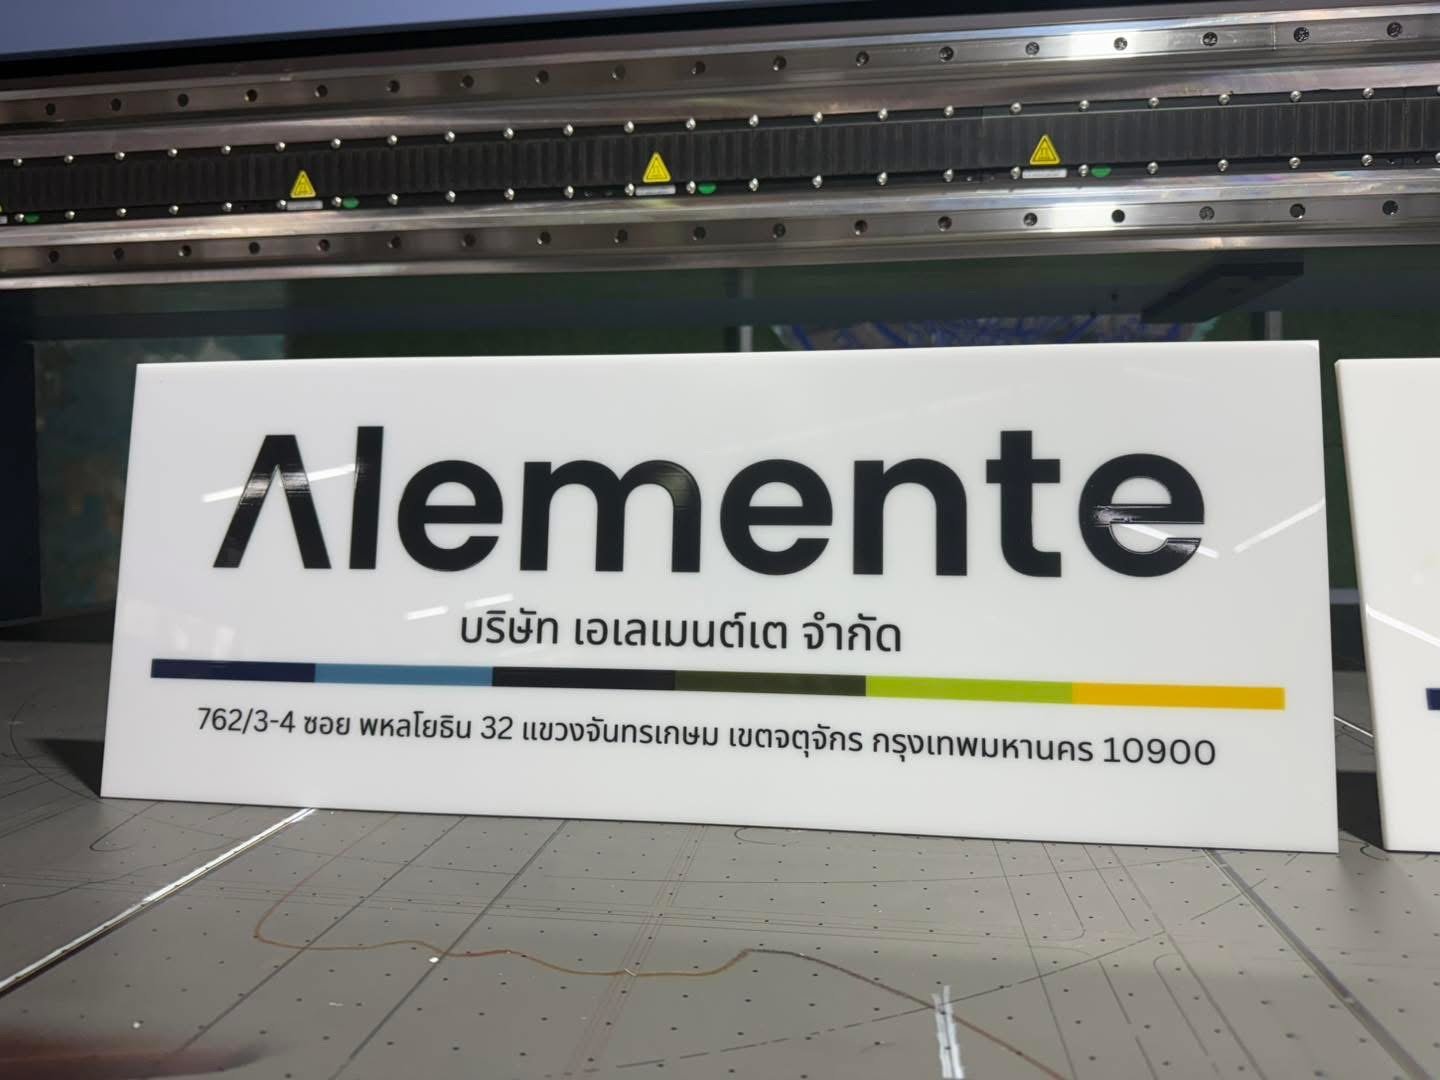 Alemente
บริษัท เอเลเมนต์เต จำกัด
762/3-4 ซอย พหลโยธิน 32 แขวงจันทรเกษม เขตจตุจักร กรุงเทพมหานคร 10900